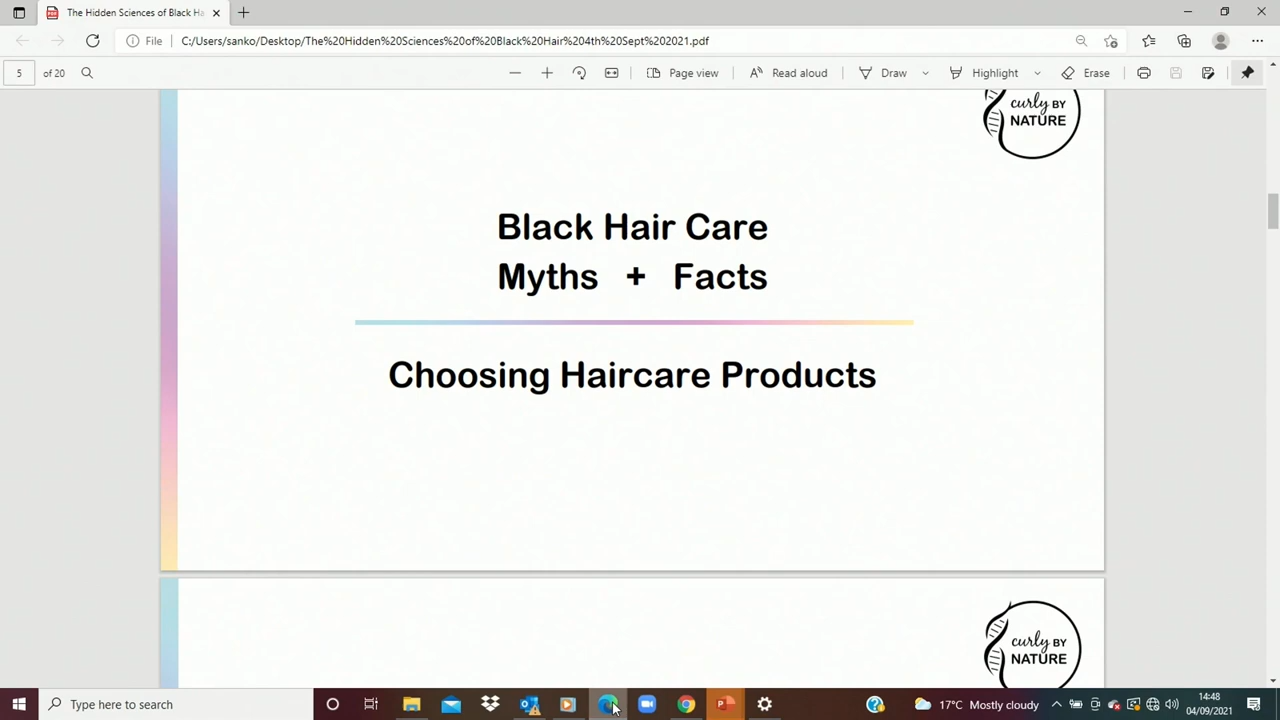 The Hidden Sciences of Black Ha
File
C:/Users/sanko/Desktop/The%20Hidden%20Sciences%20of%20Black%20Hair%204th%20Sept%202021.pdf
5 of 20
Page view
Read aloud
Draw
Highlight
Erase
curly BY
NATURE
Black Hair Care
Myths + Facts
Choosing Haircare Products
curly BY
NATURE
Type here to search
17°C Mostly cloudy
14:48
04/09/2021